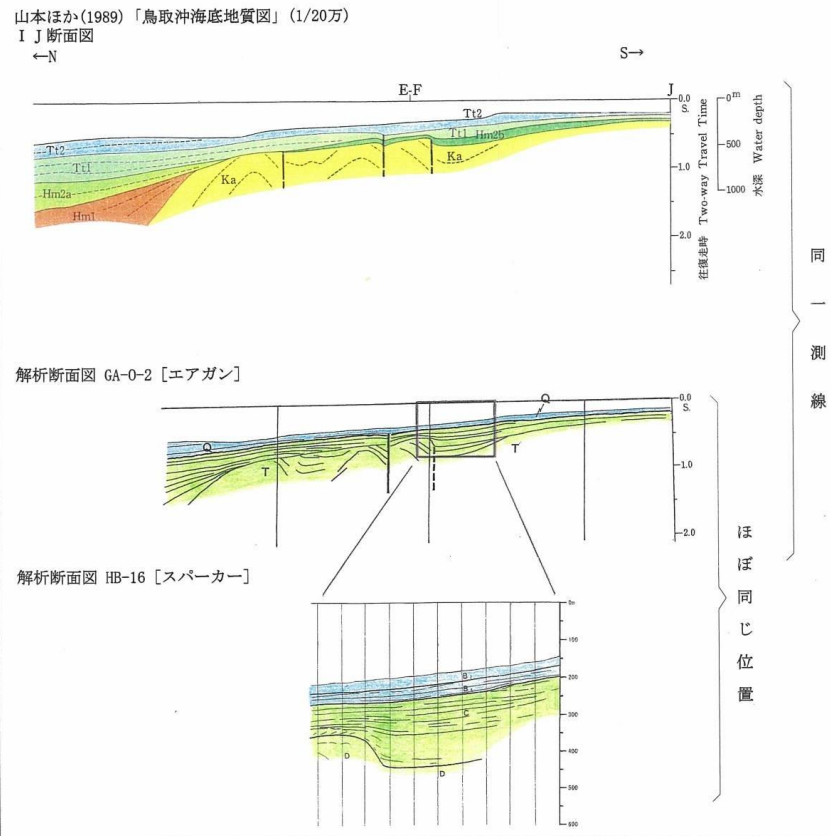 山本ほか(1989)「鳥取沖海底地質図」(1/20万)
ＩＪ断面図
←N
S→
E-F
J
Tt2
Tt2
Tt1
Tt1
Hm2b
Ka
Ka
Hm2a
Hm1
0.0
S.
1.0
2.0
往復走時 Two-way Travel Time
0m
500
1000
水深 Water depth
同一測線
解析断面図 GA-O-2［エアガン］
Q
Q
T
T
0.0
S.
1.0
2.0
解析断面図 HB-16［スパーカー］
0m
100
200
300
400
500
600
B
B
C
D
D
ほぼ同じ位置